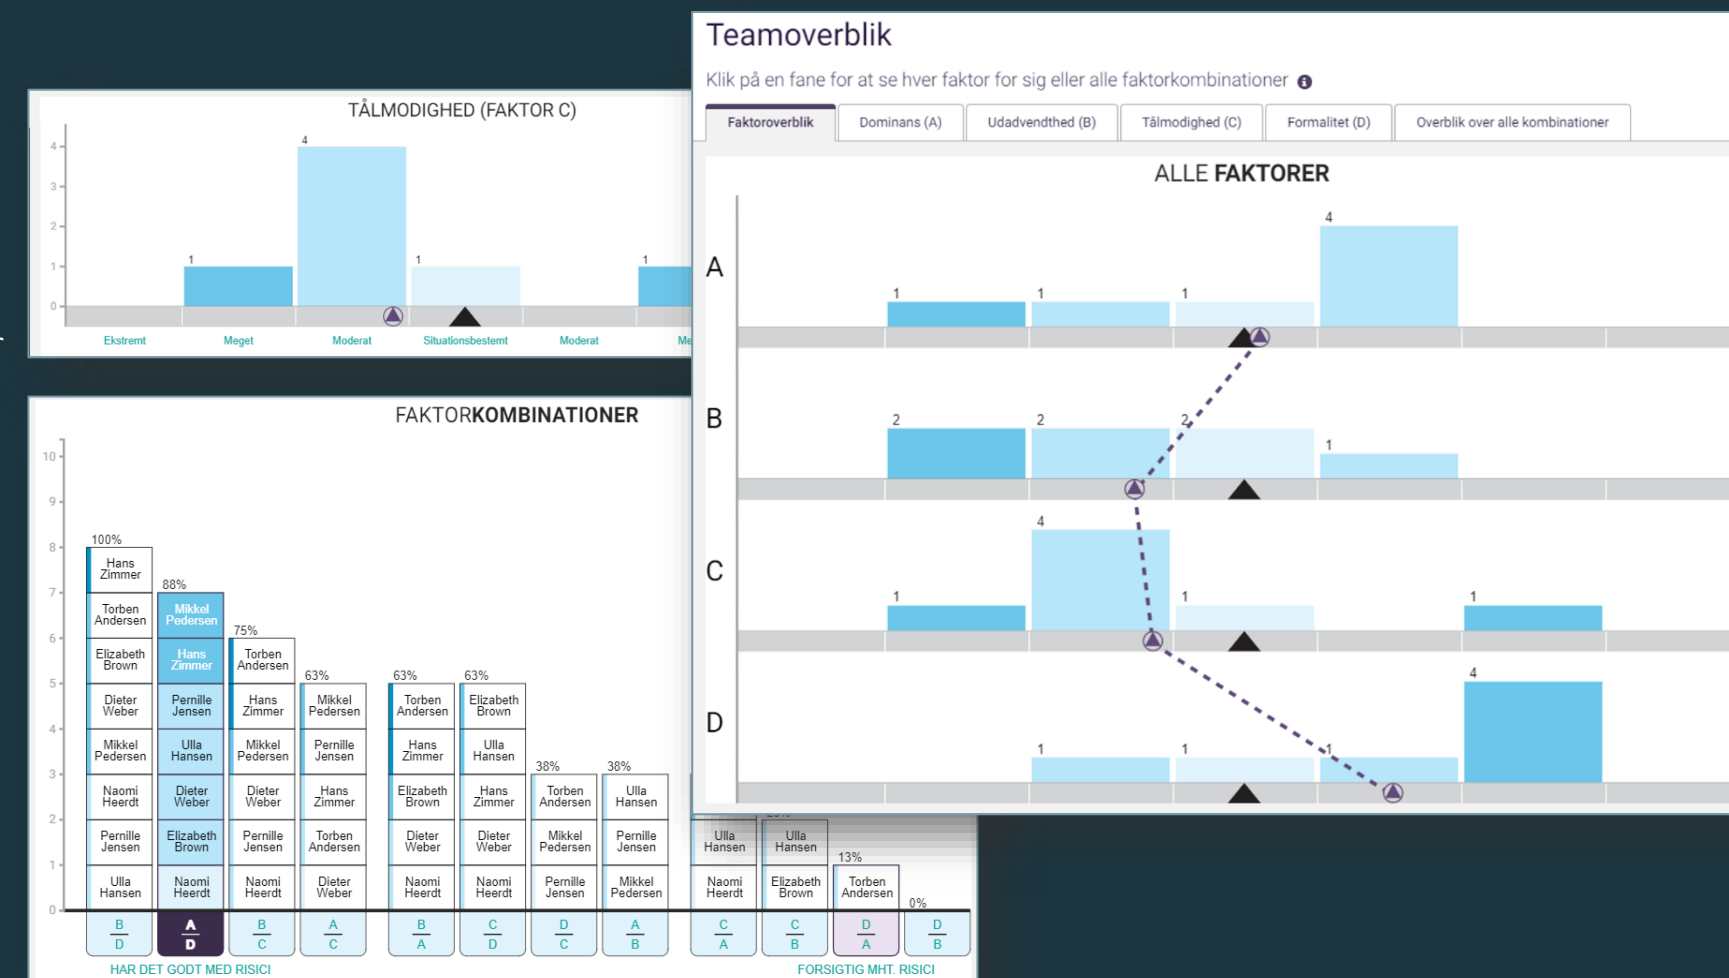 Teamoverblik
Klik på en fane for at se hver faktor for sig eller alle faktorkombinationer
Faktoroverblik
Dominans (A)
Udadvendthed (B)
Tålmodighed (C)
Formalitet (D)
Overblik over alle kombinationer
ALLE FAKTORER
A
1
1
1
4
B
2
2
2
1
C
1
4
1
1
D
1
1
1
4
TÅLMODIGHED (FAKTOR C)
4
3
2
1
0
1
4
1
1
Ekstremt
Meget
Moderat
Situationsbestemt
Moderat
Me
FAKTORKOMBINATIONER
10
9
8
7
6
5
4
3
2
1
0
100%
Hans
Zimmer
Torben
Andersen
Elizabeth
Brown
Dieter
Weber
Mikkel
Pedersen
Naomi
Heerdt
Pernille
Jensen
Ulla
Hansen
B
D
88%
Mikkel
Pedersen
Hans
Zimmer
Pernille
Jensen
Ulla
Hansen
Dieter
Weber
Elizabeth
Brown
Naomi
Heerdt
A
D
75%
Torben
Andersen
Hans
Zimmer
Mikkel
Pedersen
Dieter
Weber
Pernille
Jensen
Naomi
Heerdt
B
C
63%
Mikkel
Pedersen
Pernille
Jensen
Hans
Zimmer
Torben
Andersen
Dieter
Weber
A
C
63%
Torben
Andersen
Hans
Zimmer
Elizabeth
Brown
Dieter
Weber
Naomi
Heerdt
B
A
63%
Elizabeth
Brown
Ulla
Hansen
Hans
Zimmer
Dieter
Weber
Naomi
Heerdt
C
D
38%
Torben
Andersen
Mikkel
Pedersen
Pernille
Jensen
D
C
38%
Ulla
Hansen
Pernille
Jensen
Mikkel
Pedersen
A
B
Ulla
Hansen
Naomi
Heerdt
C
A
Ulla
Hansen
Elizabeth
Brown
C
B
13%
Torben
Andersen
D
A
0%
D
B
HAR DET GODT MED RISICI
FORSIGTIG MHT. RISICI